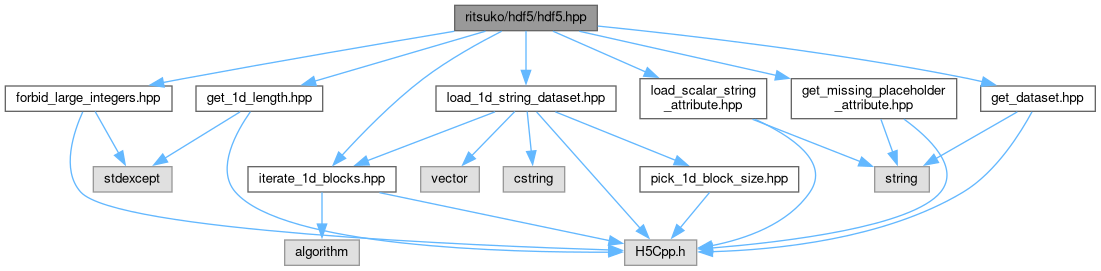 ritsuko/hdf5/hdf5.hpp
forbid_large_integers.hpp
get_1d_length.hpp
load_1d_string_dataset.hpp
load_scalar_string
_attribute.hpp
get_missing_placeholder
_attribute.hpp
get_dataset.hpp
stdexcept
iterate_1d_blocks.hpp
vector
cstring
pick_1d_block_size.hpp
string
algorithm
H5Cpp.h